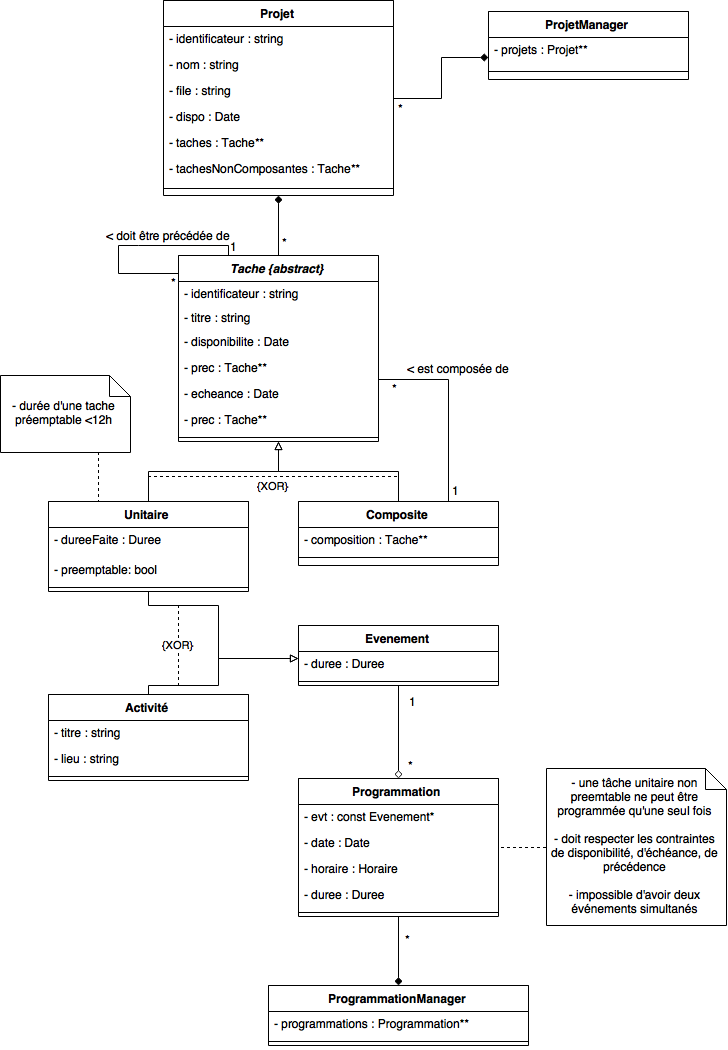 Projet
- identificateur : string
- nom : string
- file : string
- dispo : Date
- taches : Tache**
- tachesNonComposantes : Tache**
ProjetManager
- projets : Projet**
*
*
< doit être précédée de
1
*
Tache {abstract}
- identificateur : string
- titre : string
- disponibilite : Date
- prec : Tache**
- echeance : Date
- prec : Tache**
< est composée de
*
1
- durée d'une tache
préemptable <12h
{XOR}
Unitaire
- dureeFaite : Duree
- preemptable: bool
Composite
- composition : Tache**
{XOR}
Evenement
- duree : Duree
Activité
- titre : string
- lieu : string
1
*
Programmation
- evt : const Evenement*
- date : Date
- horaire : Horaire
- duree : Duree
- une tâche unitaire non
preemtable ne peut être
programmée qu'une seul fois
- doit respecter les contraintes
de disponibilité, d'échéance, de
précédence
- impossible d'avoir deux
événements simultanés
*
ProgrammationManager
- programmations : Programmation**